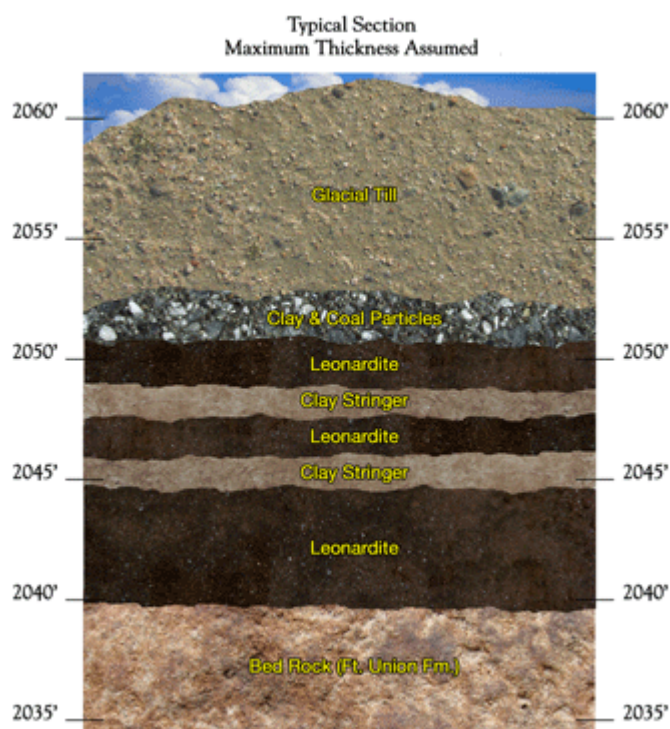 Typical Section
Maximum Thickness Assumed
2060' 2060'
Glacial Till
2055' 2055'
Clay & Coal Particles
2050' 2050'
Leonardite
Clay Stringer
Leonardite
2045' Clay Stringer 2045'
Leonardite
2040' 2040'
Bed Rock (Ft. Union Fm,)
2035' 2035'